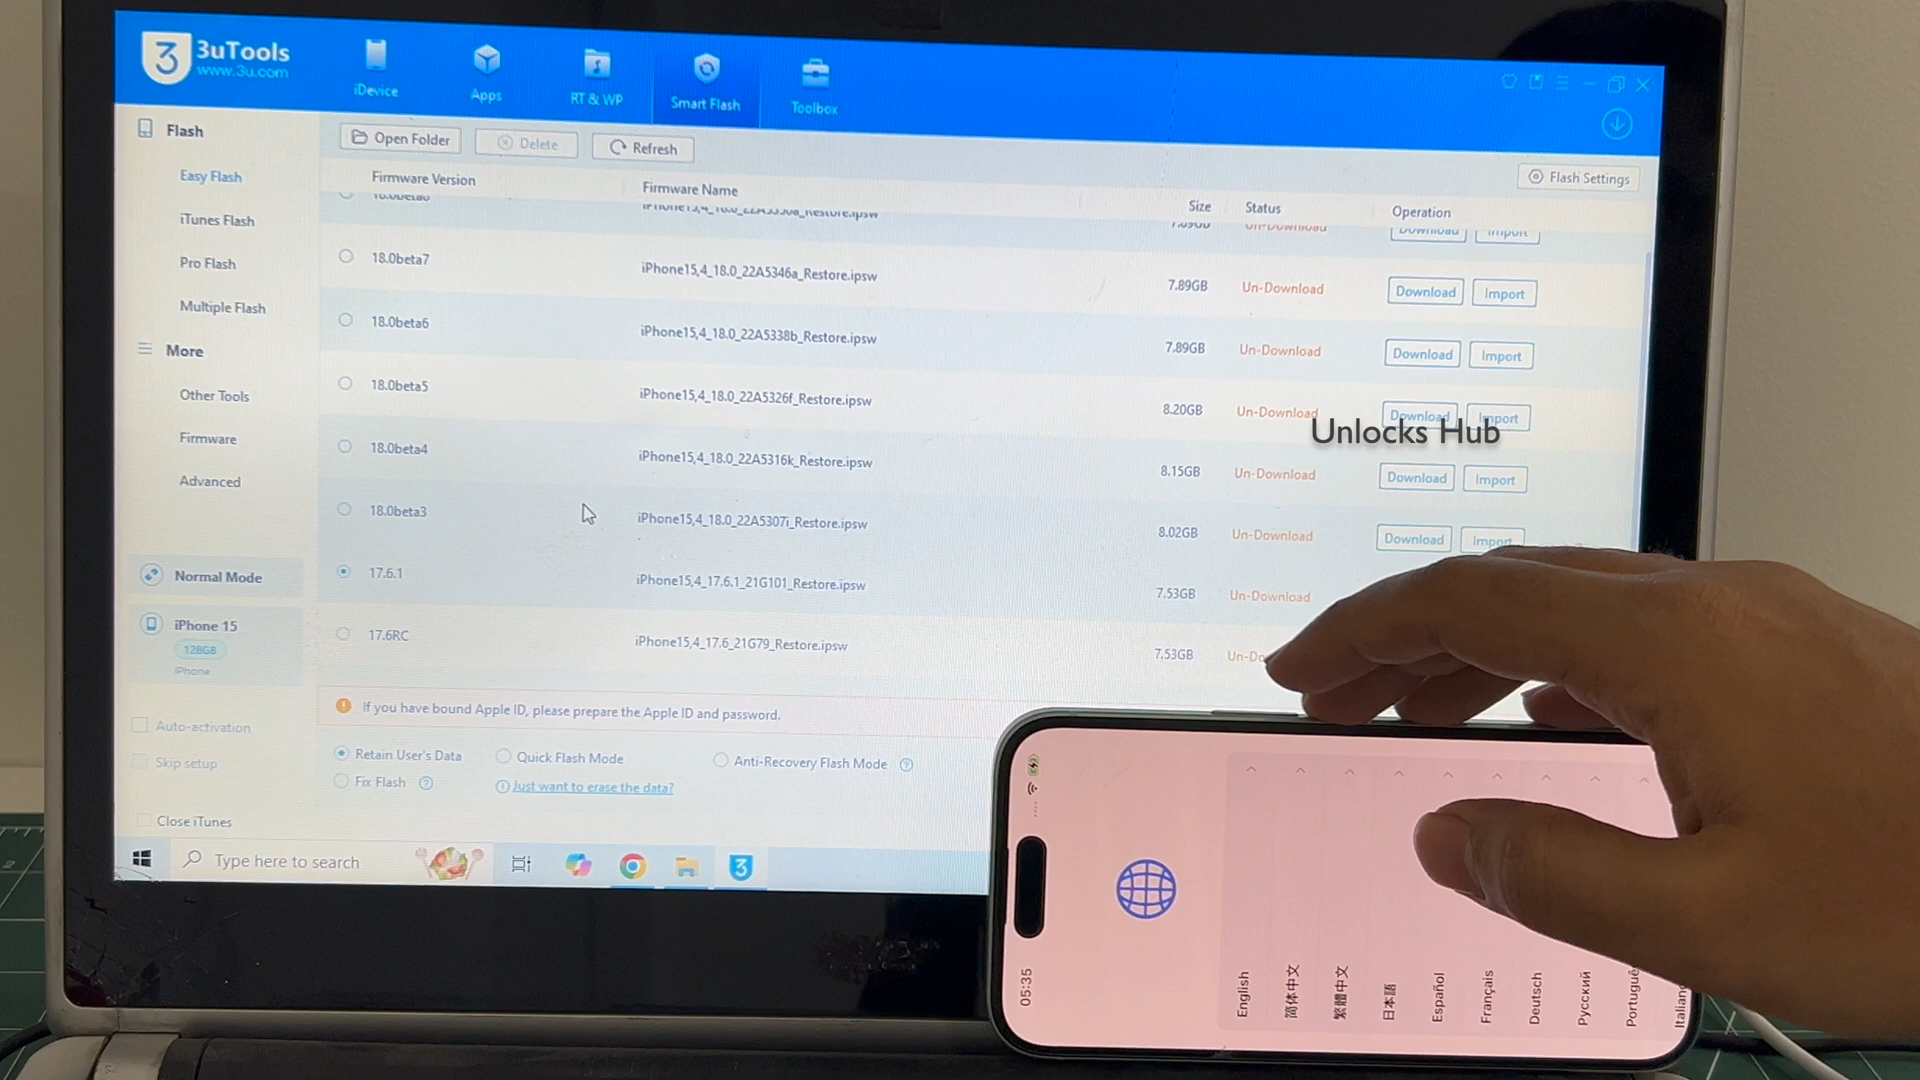 3uTools
www.3u.com
iDevice
Apps
RT & WP
Smart Flash
Toolbox
Flash
Easy Flash
iTunes Flash
Pro Flash
Multiple Flash
More
Other Tools
Firmware
Advanced
Normal Mode
iPhone 15
128GB
iPhone
Auto-activation
Skip setup
Close iTunes
Open Folder Delete Refresh
Flash Settings
Firmware Version Firmware Name Size Status Operation
Un-Download Download Import
18.0beta7 iPhone15,4_18.0_22A5346a_Restore.ipsw 7.89GB Un-Download Download Import
18.0beta6 iPhone15,4_18.0_22A5338b_Restore.ipsw 7.89GB Un-Download Download Import
18.0beta5 iPhone15,4_18.0_22A5326f_Restore.ipsw 8.20GB Un-Download Download Import
Unlocks Hub
18.0beta4 iPhone15,4_18.0_22A5316k_Restore.ipsw 8.15GB Un-Download Download Import
18.0beta3 iPhone15,4_18.0_22A5307i_Restore.ipsw 8.02GB Un-Download Download Import
17.6.1 iPhone15,4_17.6.1_21G101_Restore.ipsw 7.53GB Un-Download
17.6RC iPhone15,4_17.6_21G79_Restore.ipsw 7.53GB
If you have bound Apple ID, please prepare the Apple ID and password.
Retain User's Data Quick Flash Mode Anti-Recovery Flash Mode
Fix Flash Just want to erase the data?
Type here to search
05:35
English
简体中文
繁體中文
日本語
Español
Français
Deutsch
Русский
Português
Italiano